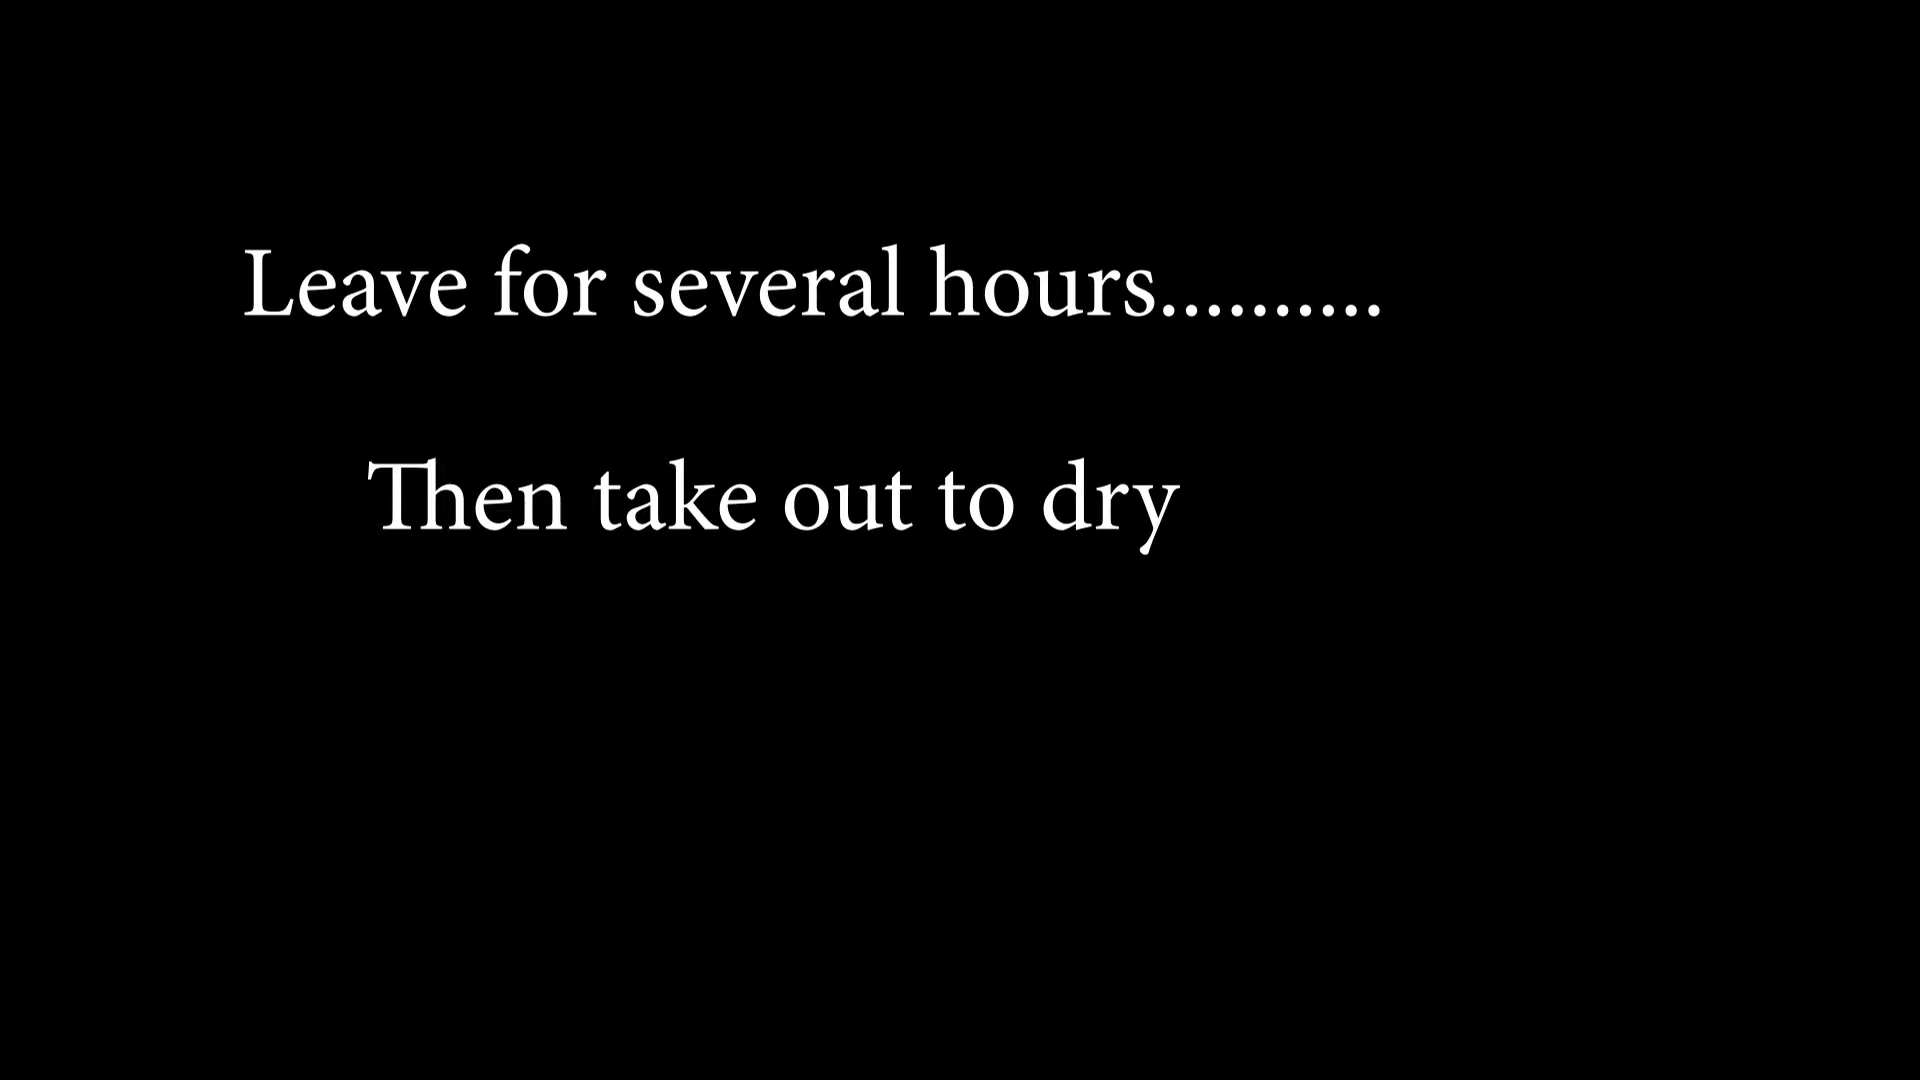 Leave for several hours..........
Then take out to dry